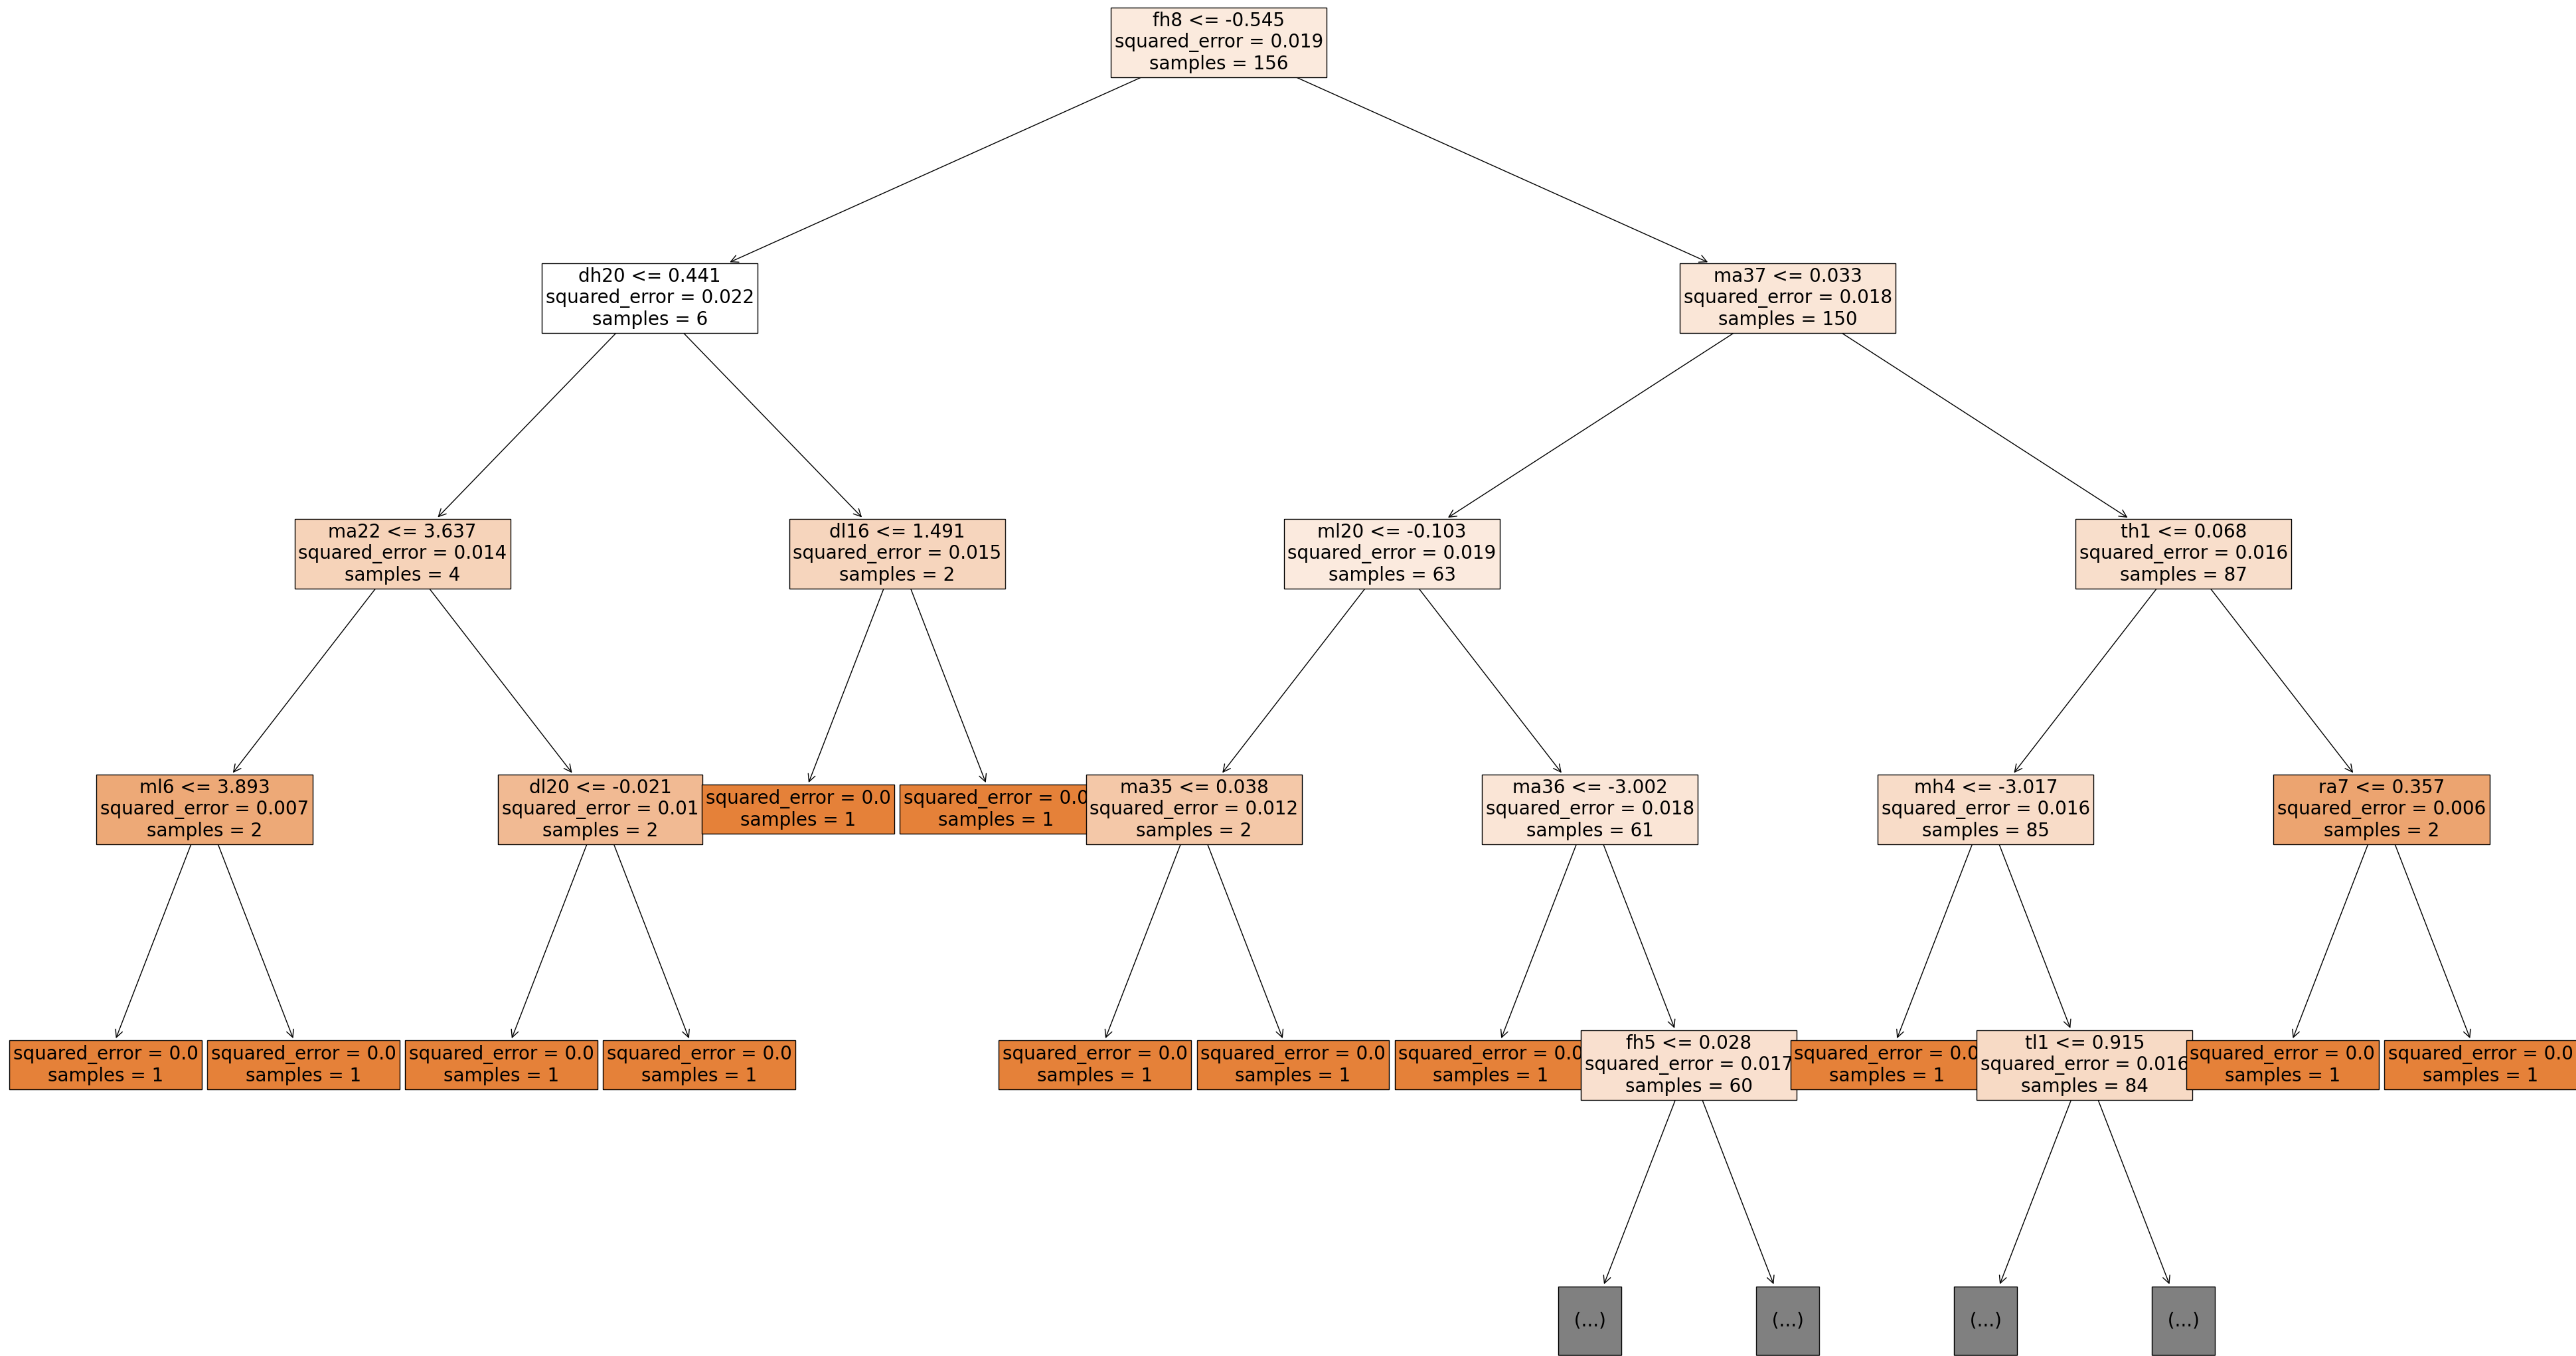 fh8 <= -0.545
squared_error = 0.019
samples = 156
dh20 <= 0.441
squared_error = 0.022
samples = 6
ma37 <= 0.033
squared_error = 0.018
samples = 150
ma22 <= 3.637
squared_error = 0.014
samples = 4
dl16 <= 1.491
squared_error = 0.015
samples = 2
ml20 <= -0.103
squared_error = 0.019
samples = 63
th1 <= 0.068
squared_error = 0.016
samples = 87
ml6 <= 3.893
squared_error = 0.007
samples = 2
dl20 <= -0.021
squared_error = 0.01
samples = 2
squared_error = 0.0
samples = 1
squared_error = 0.0
samples = 1
ma35 <= 0.038
squared_error = 0.012
samples = 2
ma36 <= -3.002
squared_error = 0.018
samples = 61
mh4 <= -3.017
squared_error = 0.016
samples = 85
ra7 <= 0.357
squared_error = 0.006
samples = 2
squared_error = 0.0
samples = 1
squared_error = 0.0
samples = 1
squared_error = 0.0
samples = 1
squared_error = 0.0
samples = 1
squared_error = 0.0
samples = 1
squared_error = 0.0
samples = 1
squared_error = 0.0
samples = 1
fh5 <= 0.028
squared_error = 0.017
samples = 60
squared_error = 0.0
samples = 1
tl1 <= 0.915
squared_error = 0.016
samples = 84
squared_error = 0.0
samples = 1
squared_error = 0.0
samples = 1
(...)
(...)
(...)
(...)